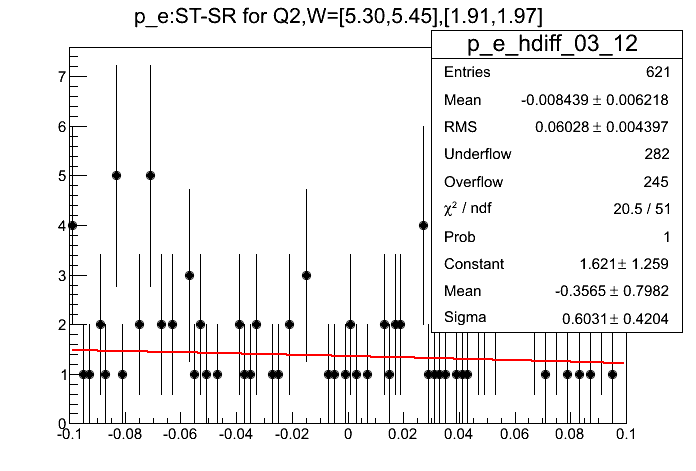 p_e:ST-SR for Q2,W=[5.30,5.45],[1.91,1.97]
p_e_hdiff_03_12
Entries 621
Mean -0.008439 ± 0.006218
RMS 0.06028 ± 0.004397
Underflow 282
Overflow 245
χ² / ndf 20.5 / 51
Prob 1
Constant 1.621 ± 1.259
Mean -0.3565 ± 0.7982
Sigma 0.6031 ± 0.4204
7
6
5
4
3
2
1
0
-0.1 -0.08 -0.06 -0.04 -0.02 0 0.02 0.04 0.06 0.08 0.1